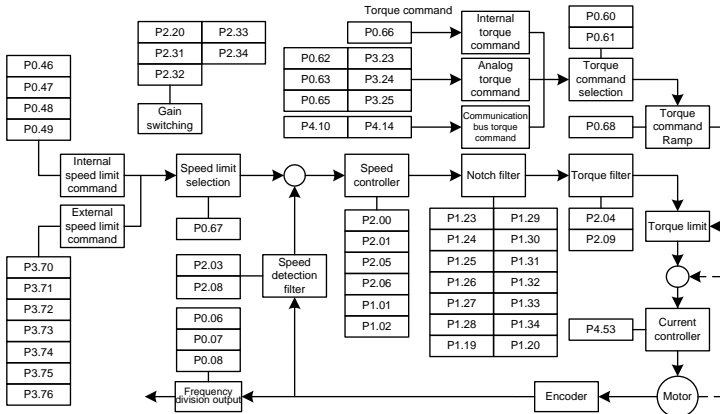 Torque command
P0.66
Internal
torque
command
P0.60
P0.61
P2.20 P2.33
P2.31 P2.34
P2.32
Gain
switching
P0.46
P0.47
P0.48
P0.49
P0.62 P3.23
P0.63 P3.24
P0.65 P3.25
Analog
torque
command
Torque
command
selection
P4.10 P4.14
Communication
bus torque
command
P0.68
Torque
command
Ramp
Internal
speed limit
command
Speed limit
selection
P0.67
Speed
controller
Notch filter
Torque filter
External
speed limit
command
P2.00
P2.01
P2.05
P2.06
P1.01
P1.02
P1.23 P1.29
P1.24 P1.30
P1.25 P1.31
P1.26 P1.32
P1.27 P1.33
P1.28 P1.34
P1.19 P1.20
P2.04
P2.09
Torque limit
P3.70
P3.71
P3.72
P3.73
P3.74
P3.75
P3.76
P2.03
P2.08
Speed
detection
filter
P0.06
P0.07
P0.08
P4.53
Current
controller
Frequency
division output
Encoder
Motor